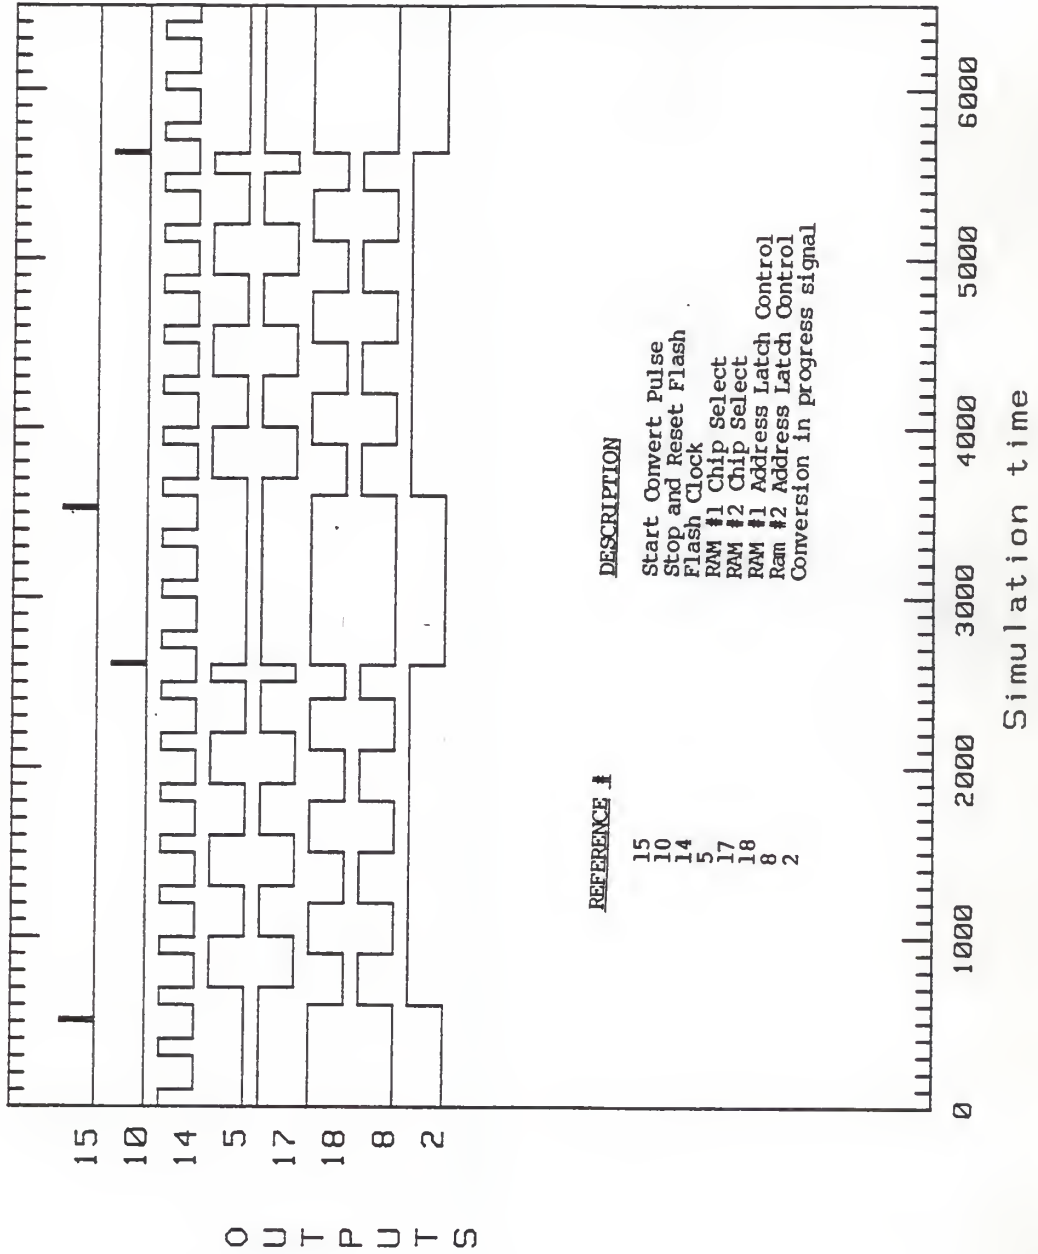 OUTPUTS
15
10
14
5
17
18
8
2
REFERENCE #
DESCRIPTION
15 Start Convert Pulse
10 Stop and Reset Flash
14 Flash Clock
5 RAM #1 Chip Select
17 RAM #2 Chip Select
18 RAM #1 Address Latch Control
8 Ram #2 Address Latch Control
2 Conversion in progress signal
0 1000 2000 3000 4000 5000 6000
Simulation time